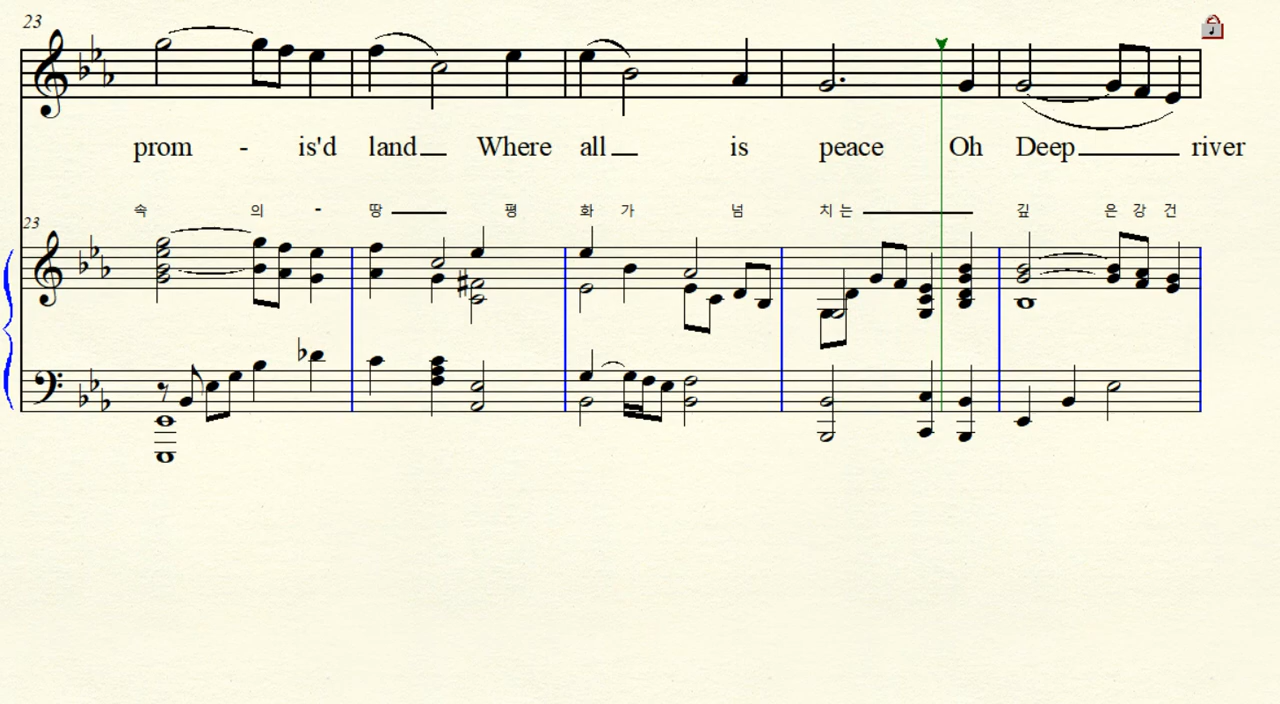 23
prom - is'd land Where all is peace Oh Deep river
속 의 - 땅 평 화 가 넘 치 는 깊 은 강 건
23